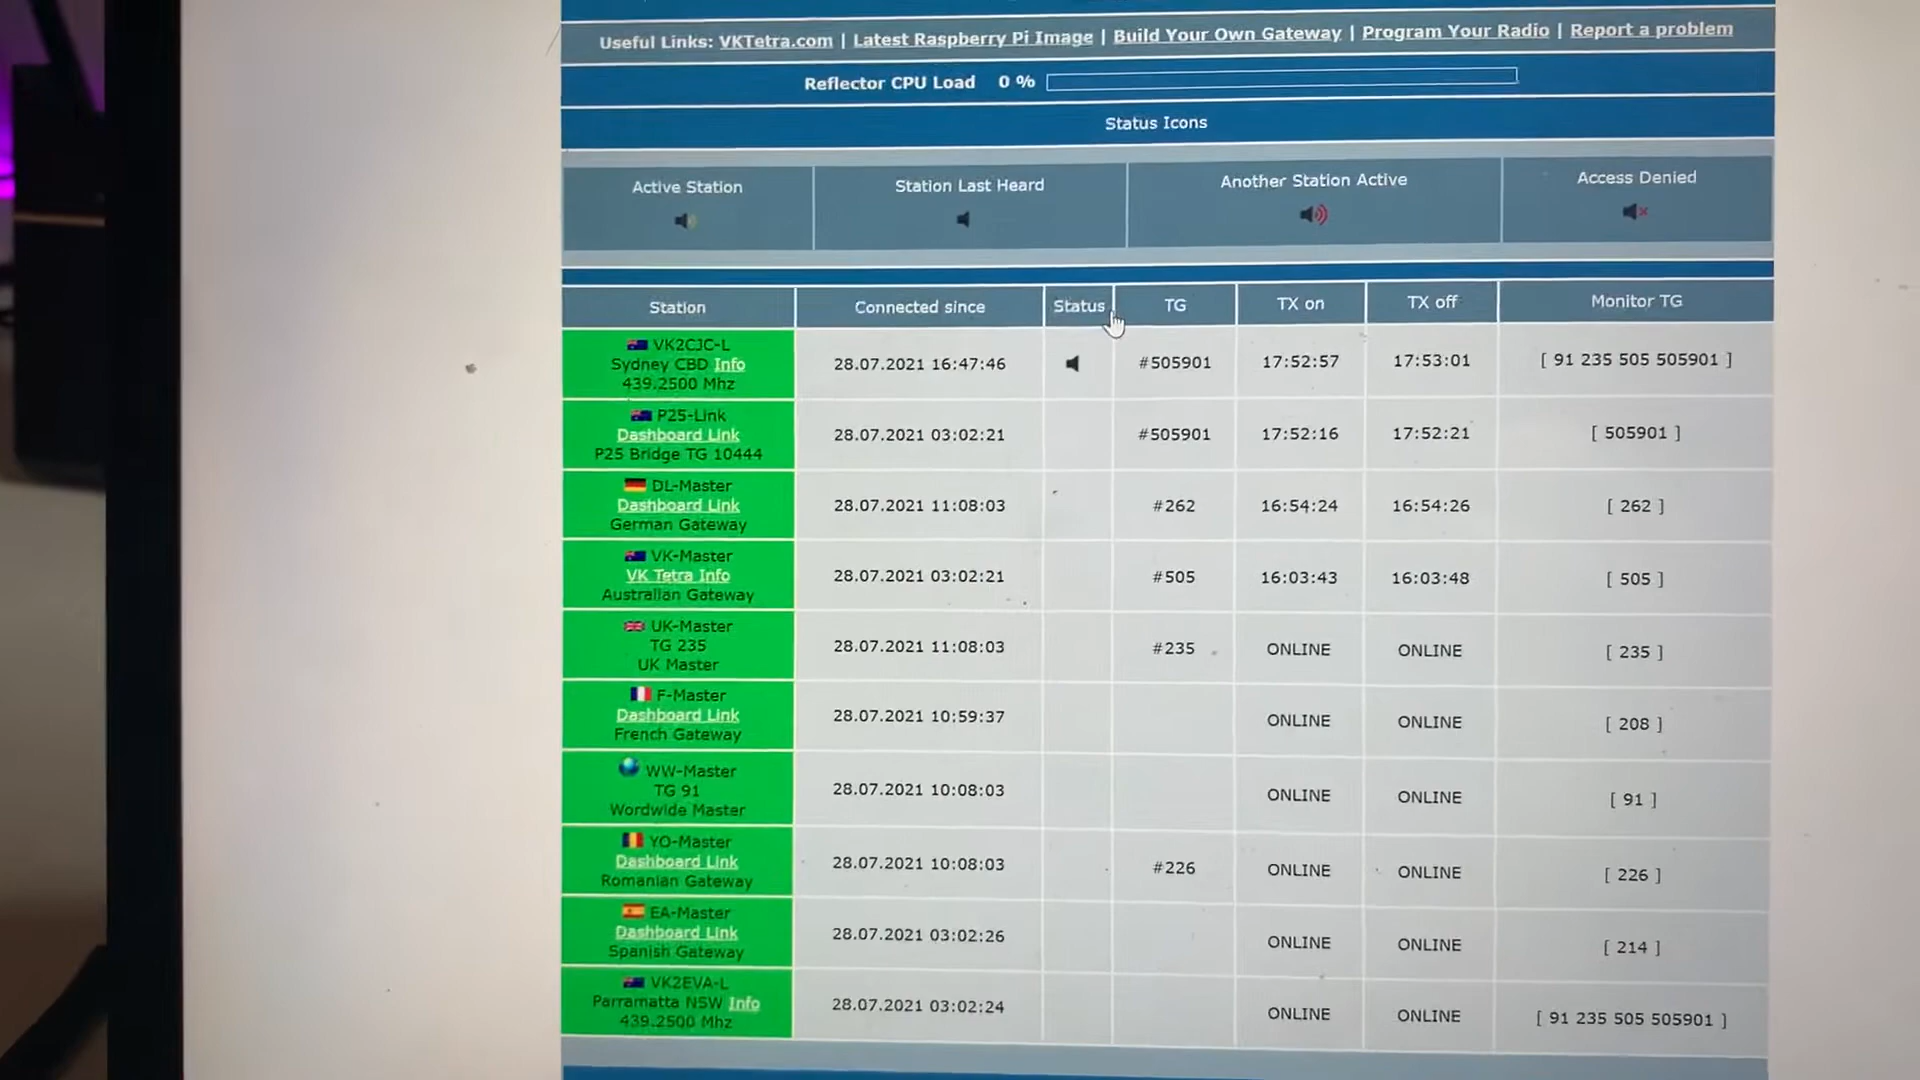 Useful Links: VKTetra.com | Latest Raspberry Pi Image | Build Your Own Gateway | Program Your Radio | Report a problem
Reflector CPU Load 0 %
Status Icons
Active Station Station Last Heard Another Station Active Access Denied
Station Connected since Status TG TX on TX off Monitor TG
VK2CJC-L
Sydney CBD Info 28.07.2021 16:47:46 #505901 17:52:57 17:53:01 [ 91 235 505 505901 ]
439.2500 Mhz
P25-Link
Dashboard Link 28.07.2021 03:02:21 #505901 17:52:16 17:52:21 [ 505901 ]
P25 Bridge TG 10444
DL-Master
Dashboard Link 28.07.2021 11:08:03 #262 16:54:24 16:54:26 [ 262 ]
German Gateway
VK-Master
VK Tetra Info 28.07.2021 03:02:21 #505 16:03:43 16:03:48 [ 505 ]
Australian Gateway
UK-Master
TG 235 28.07.2021 11:08:03 #235 ONLINE ONLINE [ 235 ]
UK Master
F-Master
Dashboard Link 28.07.2021 10:59:37 ONLINE ONLINE [ 208 ]
French Gateway
WW-Master
TG 91 28.07.2021 10:08:03 ONLINE ONLINE [ 91 ]
Wordwide Master
YO-Master
Dashboard Link 28.07.2021 10:08:03 #226 ONLINE ONLINE [ 226 ]
Romanian Gateway
EA-Master
Dashboard Link 28.07.2021 03:02:26 ONLINE ONLINE [ 214 ]
Spanish Gateway
VK2EVA-L
Parramatta NSW Info 28.07.2021 03:02:24 ONLINE ONLINE [ 91 235 505 505901 ]
439.2500 Mhz